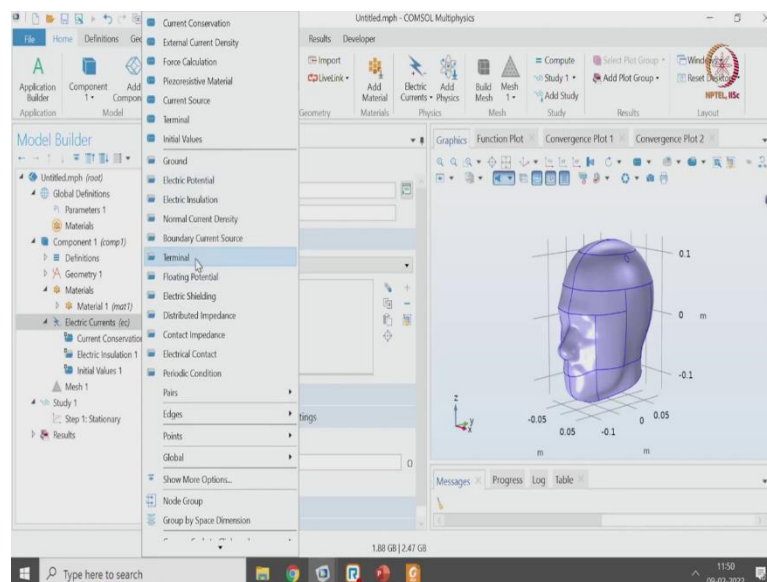 Untitled.mph - COMSOL Multiphysics
File Home Definitions Results Developer
Application Builder
Component 1
Add
Import
LiveLink
Add Material
Electric Currents
Add Physics
Build Mesh
Mesh 1
Compute
Study 1
Add Study
Select Plot Group
Add Plot Group
NPTEL, IISc
Application Model Geometry Materials Physics Mesh Study Results Layout
Model Builder
Untitled.mph (root)
Global Definitions
Parameters 1
Materials
Component 1 (comp1)
Definitions
Geometry 1
Materials
Material 1 (mat1)
Electric Currents (ec)
Current Conservation
Electric Insulation 1
Initial Values 1
Mesh 1
Study 1
Step 1: Stationary
Results
Current Conservation
External Current Density
Force Calculation
Piezoresistive Material
Current Source
Terminal
Initial Values
Ground
Electric Potential
Electric Insulation
Normal Current Density
Boundary Current Source
Terminal
Floating Potential
Electric Shielding
Distributed Impedance
Contact Impedance
Electrical Contact
Periodic Condition
Pairs
Edges
Points
Global
Show More Options...
Node Group
Group by Space Dimension
tings
Ω
Graphics Function Plot Convergence Plot 1 Convergence Plot 2
0.1
0 m
-0.1
z
y
x
-0.05
0.05
-0.1
0
0.05
m
m
Messages Progress Log Table
1.88 GB | 2.47 GB
Type here to search
11:50
09-02-2022